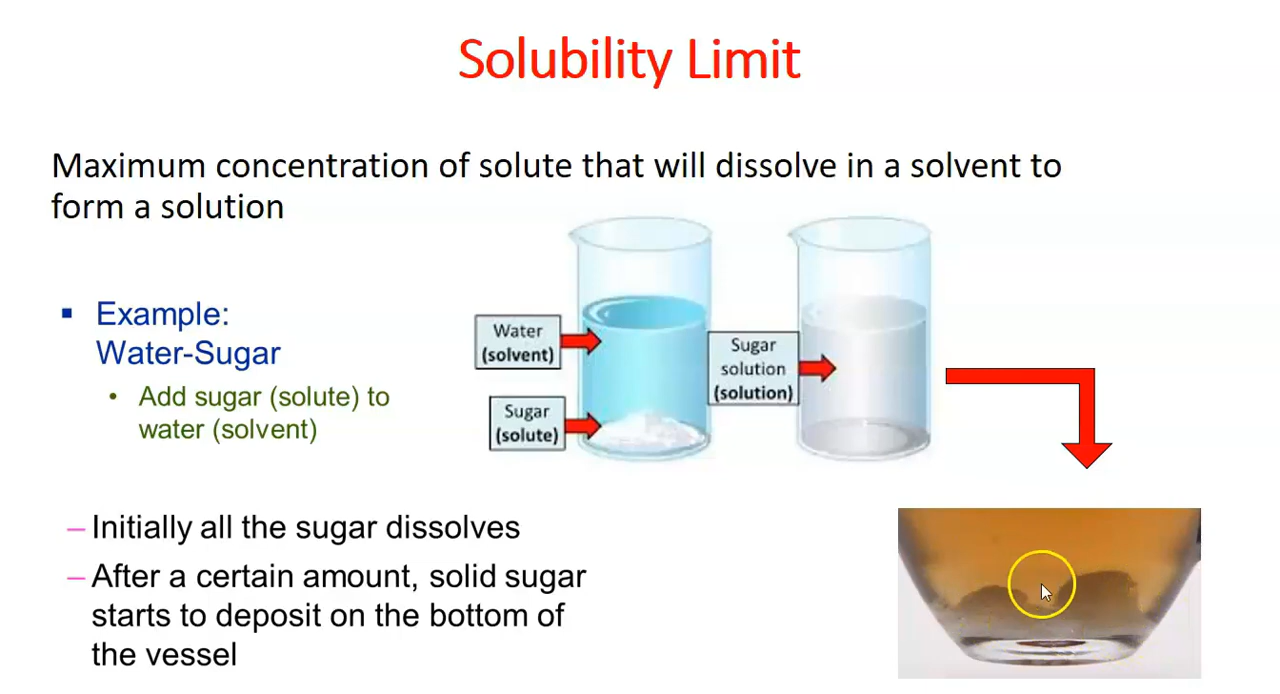 Solubility Limit
Maximum concentration of solute that will dissolve in a solvent to
form a solution
▪ Example:
Water-Sugar
• Add sugar (solute) to
water (solvent)
Water
(solvent)
Sugar
(solute)
Sugar
solution
(solution)
– Initially all the sugar dissolves
– After a certain amount, solid sugar
starts to deposit on the bottom of
the vessel